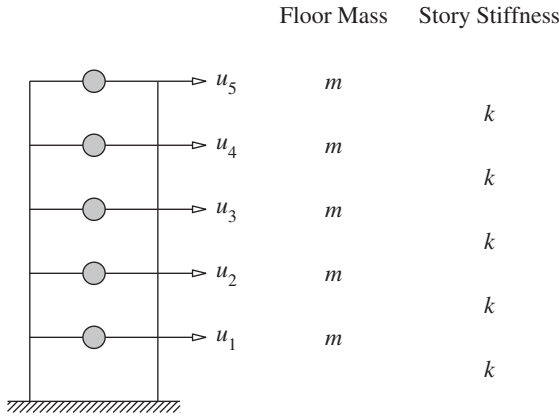 Floor Mass Story Stiffness
u5 m
k
u4 m
k
u3 m
k
u2 m
k
u1 m
k